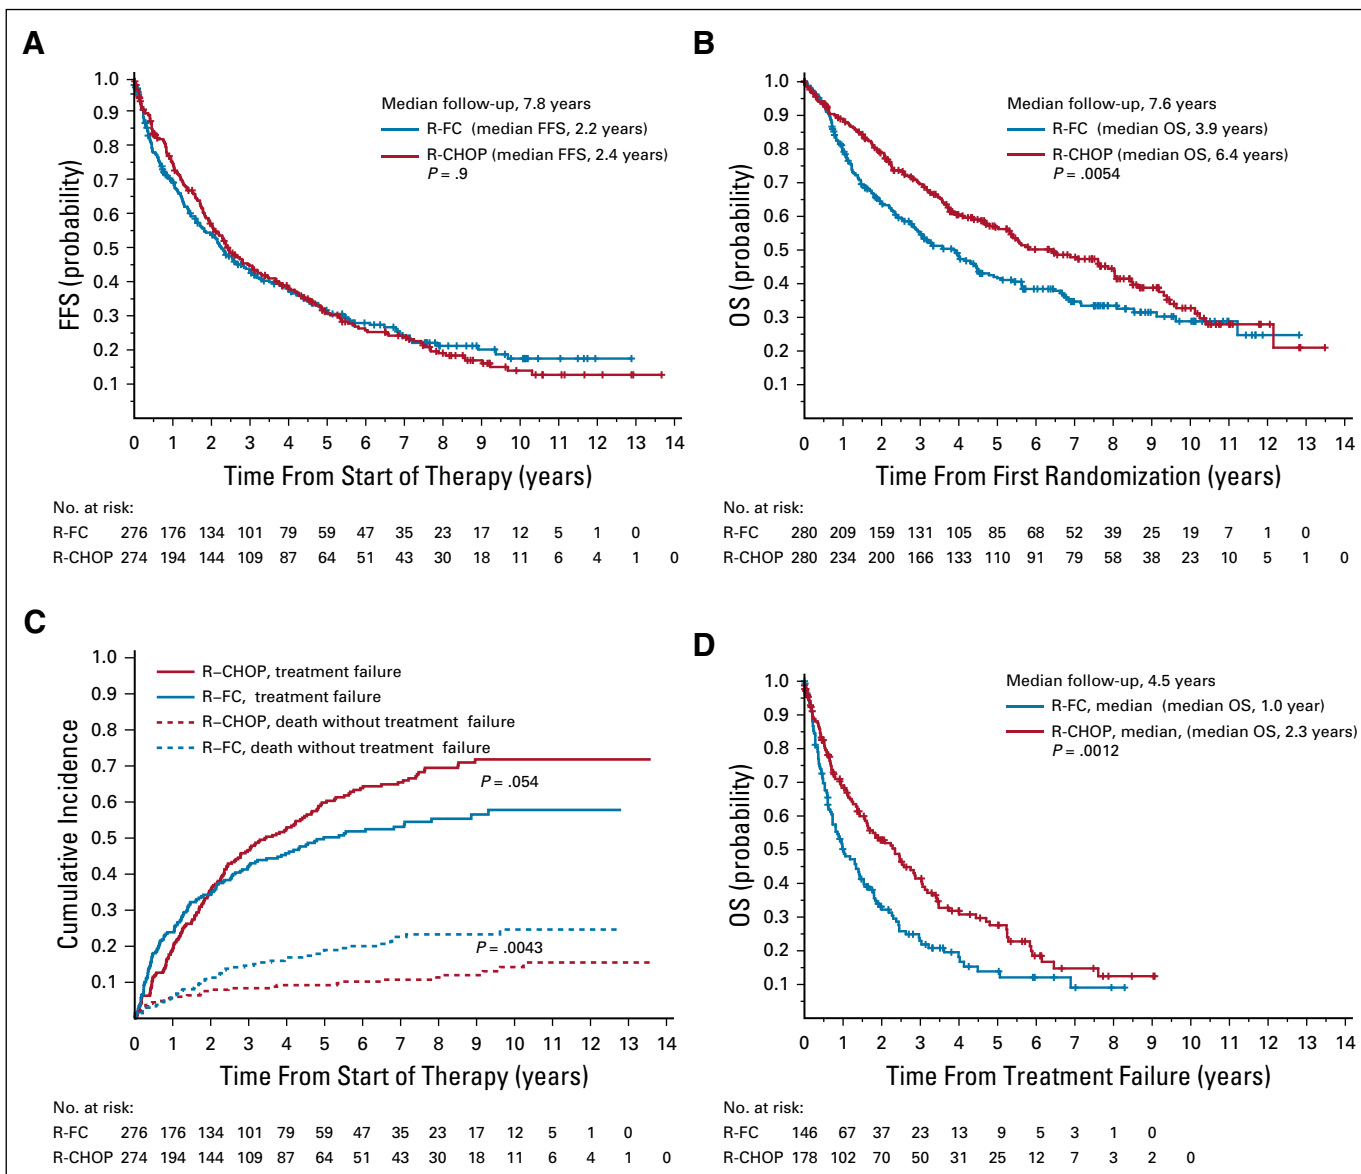 A
FFS (probability)
1.0
0.9
0.8
0.7
0.6
0.5
0.4
0.3
0.2
0.1
Median follow-up, 7.8 years
R-FC (median FFS, 2.2 years)
R-CHOP (median FFS, 2.4 years)
P = .9
0 1 2 3 4 5 6 7 8 9 10 11 12 13 14
Time From Start of Therapy (years)
No. at risk:
R-FC 276 176 134 101 79 59 47 35 23 17 12 5 1 0
R-CHOP 274 194 144 109 87 64 51 43 30 18 11 6 4 1 0
B
OS (probability)
1.0
0.9
0.8
0.7
0.6
0.5
0.4
0.3
0.2
0.1
Median follow-up, 7.6 years
R-FC (median OS, 3.9 years)
R-CHOP (median OS, 6.4 years)
P = .0054
0 1 2 3 4 5 6 7 8 9 10 11 12 13 14
Time From First Randomization (years)
No. at risk:
R-FC 280 209 159 131 105 85 68 52 39 25 19 7 1 0
R-CHOP 280 234 200 166 133 110 91 79 58 38 23 10 5 1 0
C
Cumulative Incidence
1.0
0.9
0.8
0.7
0.6
0.5
0.4
0.3
0.2
0.1
R–CHOP, treatment failure
R–FC, treatment failure
R–CHOP, death without treatment failure
R–FC, death without treatment failure
P = .054
P = .0043
0 1 2 3 4 5 6 7 8 9 10 11 12 13 14
Time From Start of Therapy (years)
No. at risk:
R-FC 276 176 134 101 79 59 47 35 23 17 12 5 1 0
R-CHOP 274 194 144 109 87 64 51 43 30 18 11 6 4 1 0
D
OS (probability)
1.0
0.9
0.8
0.7
0.6
0.5
0.4
0.3
0.2
0.1
Median follow-up, 4.5 years
R-FC, median (median OS, 1.0 year)
R-CHOP, median, (median OS, 2.3 years)
P = .0012
0 1 2 3 4 5 6 7 8 9 10 11 12 13 14
Time From Treatment Failure (years)
No. at risk:
R-FC 146 67 37 23 13 9 5 3 1 0
R-CHOP 178 102 70 50 31 25 12 7 3 2 0